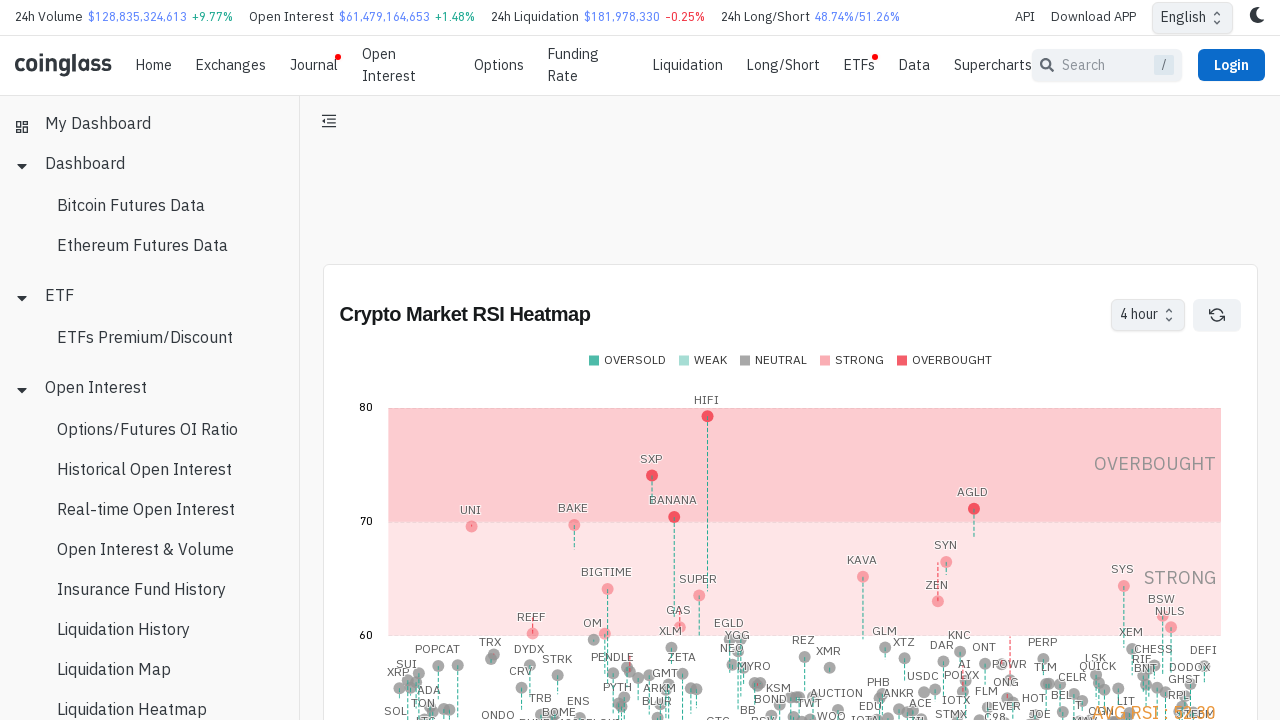 24h Volume $128,835,324,613 +9.77% Open Interest $61,479,164,653 +1.48% 24h Liquidation $181,978,330 -0.25% 24h Long/Short 48.74%/51.26% API Download APP English
coinglass Home Exchanges Journal Open Interest Options Funding Rate Liquidation Long/Short ETFs Data Supercharts Search / Login
My Dashboard
Dashboard
Bitcoin Futures Data
Ethereum Futures Data
ETF
ETFs Premium/Discount
Open Interest
Options/Futures OI Ratio
Historical Open Interest
Real-time Open Interest
Open Interest & Volume
Insurance Fund History
Liquidation History
Liquidation Map
Liquidation Heatmap
Crypto Market RSI Heatmap
4 hour
OVERSOLD WEAK NEUTRAL STRONG OVERBOUGHT
80
HIFI
OVERBOUGHT
SXP
BANANA
AGLD
UNI
BAKE
70
SYN
KAVA
SYS
STRONG
BIGTIME
SUPER
ZEN
BSW
NULS
GAS
REEF
OM
XLM
EGLD
YGG
GLM
KNC
XEM
60
TRX
POPCAT
DYDX
STRK
PENDLE
ZETA
NEO
REZ
XMR
XTZ
DAR
ONT
PERP
CHESS
DEFI
SUI
XRP
CRV
GMT
MYRO
AI
POWR
TLM
LSK
QUICK
RIF
BNT
DODOX
ADA
PYTH
ARKM
KSM
PHB
USDC
POLYX
ONG
CELR
GHST
SOL
TON
TRB
ENS
BLUR
BOND
AUCTION
ANKR
IOTX
FLM
HOT
BEL
T
LIT
RPL
ONDO
BOME
BB
TWT
EDU
ACE
STMX
LEVER
JOE
WOO
IOTA
C98